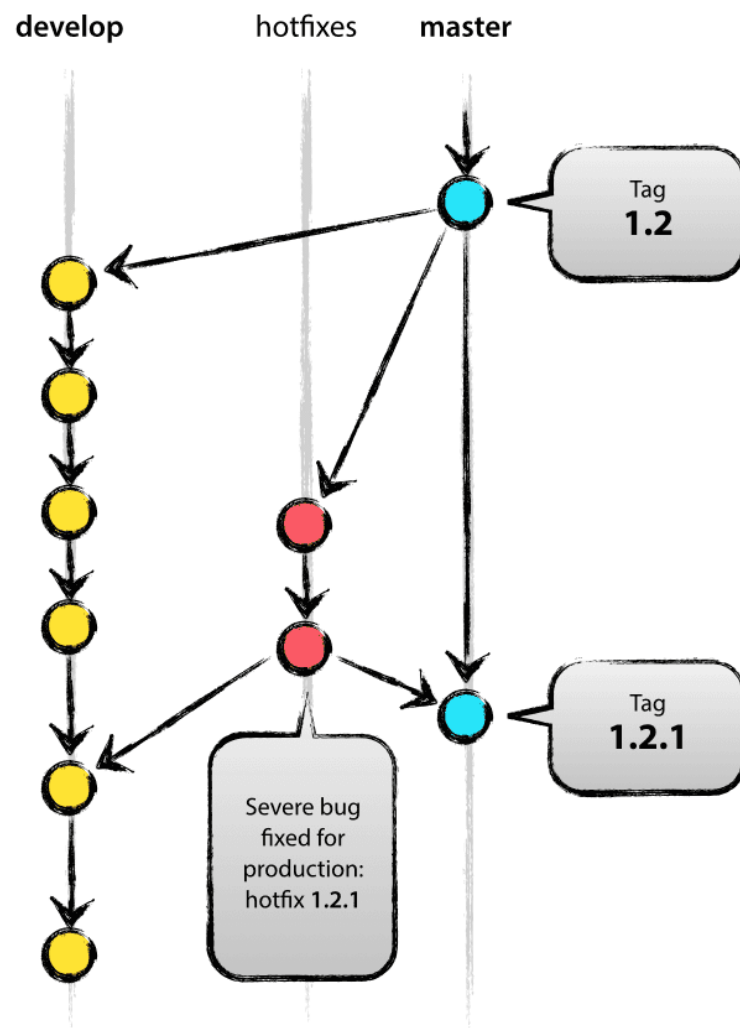 develop
hotfixes
master
Tag
1.2
Tag
1.2.1
Severe bug
fixed for
production:
hotfix 1.2.1